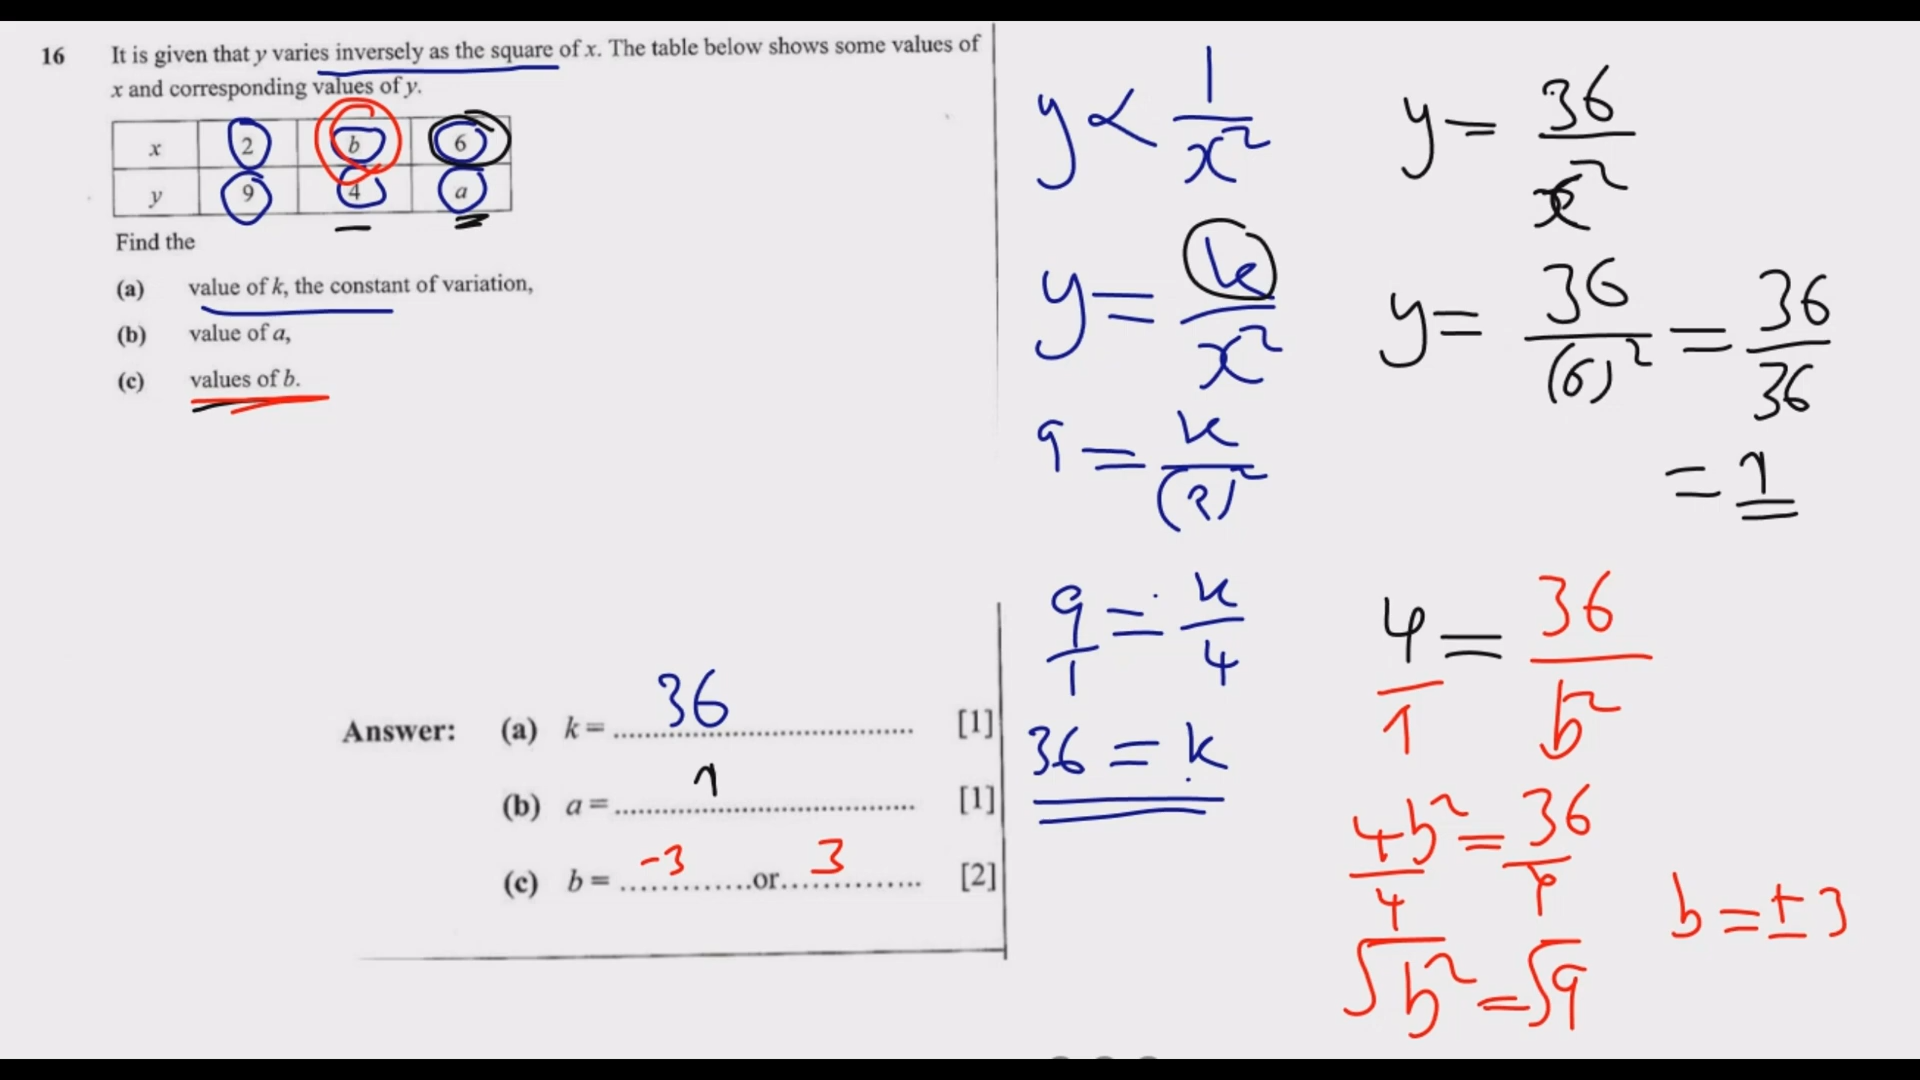 16 It is given that y varies inversely as the square of x. The table below shows some values of
x and corresponding values of y.
x 2 b 6
y 9 4 a
Find the
(a) value of k, the constant of variation,
(b) value of a,
(c) values of b.
Answer: (a) k = 36 [1]
(b) a = 1 [1]
(c) b = -3 or 3 [2]
y ∝ 1/x²
y = k/x²
9 = k/(2)²
9/1 = k/4
36 = k
y = 36/x²
y = 36/(6)² = 36/36
= 1
4/1 = 36/b²
4b²/4 = 36/4
√b² = √9
b = ± 3